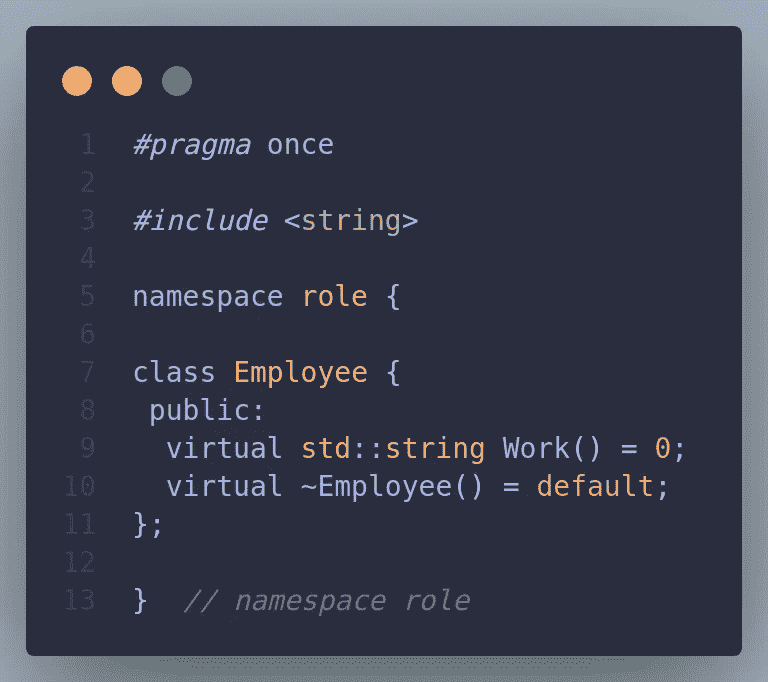 1 #pragma once
2
3 #include <string>
4
5 namespace role {
6
7 class Employee {
8  public:
9   virtual std::string Work() = 0;
10   virtual ~Employee() = default;
11 };
12
13 }  // namespace role